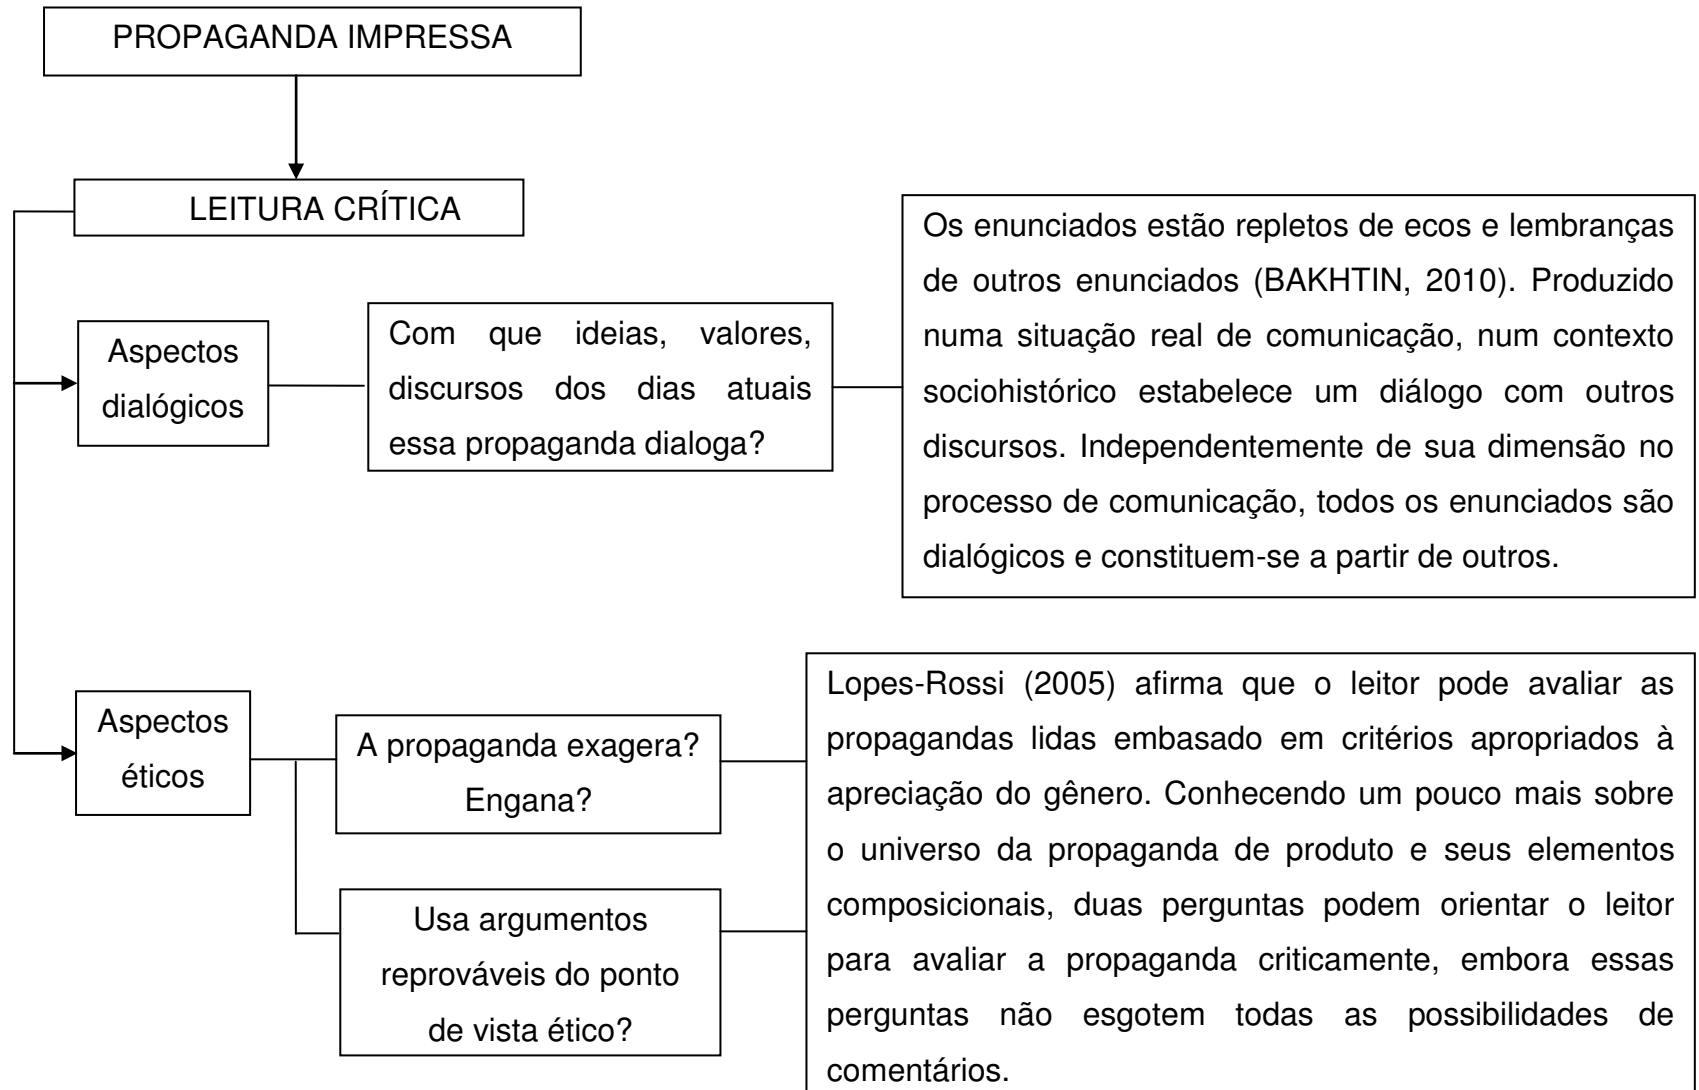 PROPAGANDA IMPRESSA
LEITURA CRÍTICA
Aspectos
dialógicos
Com que ideias, valores,
discursos dos dias atuais
essa propaganda dialoga?
Os enunciados estão repletos de ecos e lembranças
de outros enunciados (BAKHTIN, 2010). Produzido
numa situação real de comunicação, num contexto
sociohistórico estabelece um diálogo com outros
discursos. Independentemente de sua dimensão no
processo de comunicação, todos os enunciados são
dialógicos e constituem-se a partir de outros.
Aspectos
éticos
A propaganda exagera?
Engana?
Usa argumentos
reprováveis do ponto
de vista ético?
Lopes-Rossi (2005) afirma que o leitor pode avaliar as
propagandas lidas embasado em critérios apropriados à
apreciação do gênero. Conhecendo um pouco mais sobre
o universo da propaganda de produto e seus elementos
composicionais, duas perguntas podem orientar o leitor
para avaliar a propaganda criticamente, embora essas
perguntas não esgotem todas as possibilidades de
comentários.